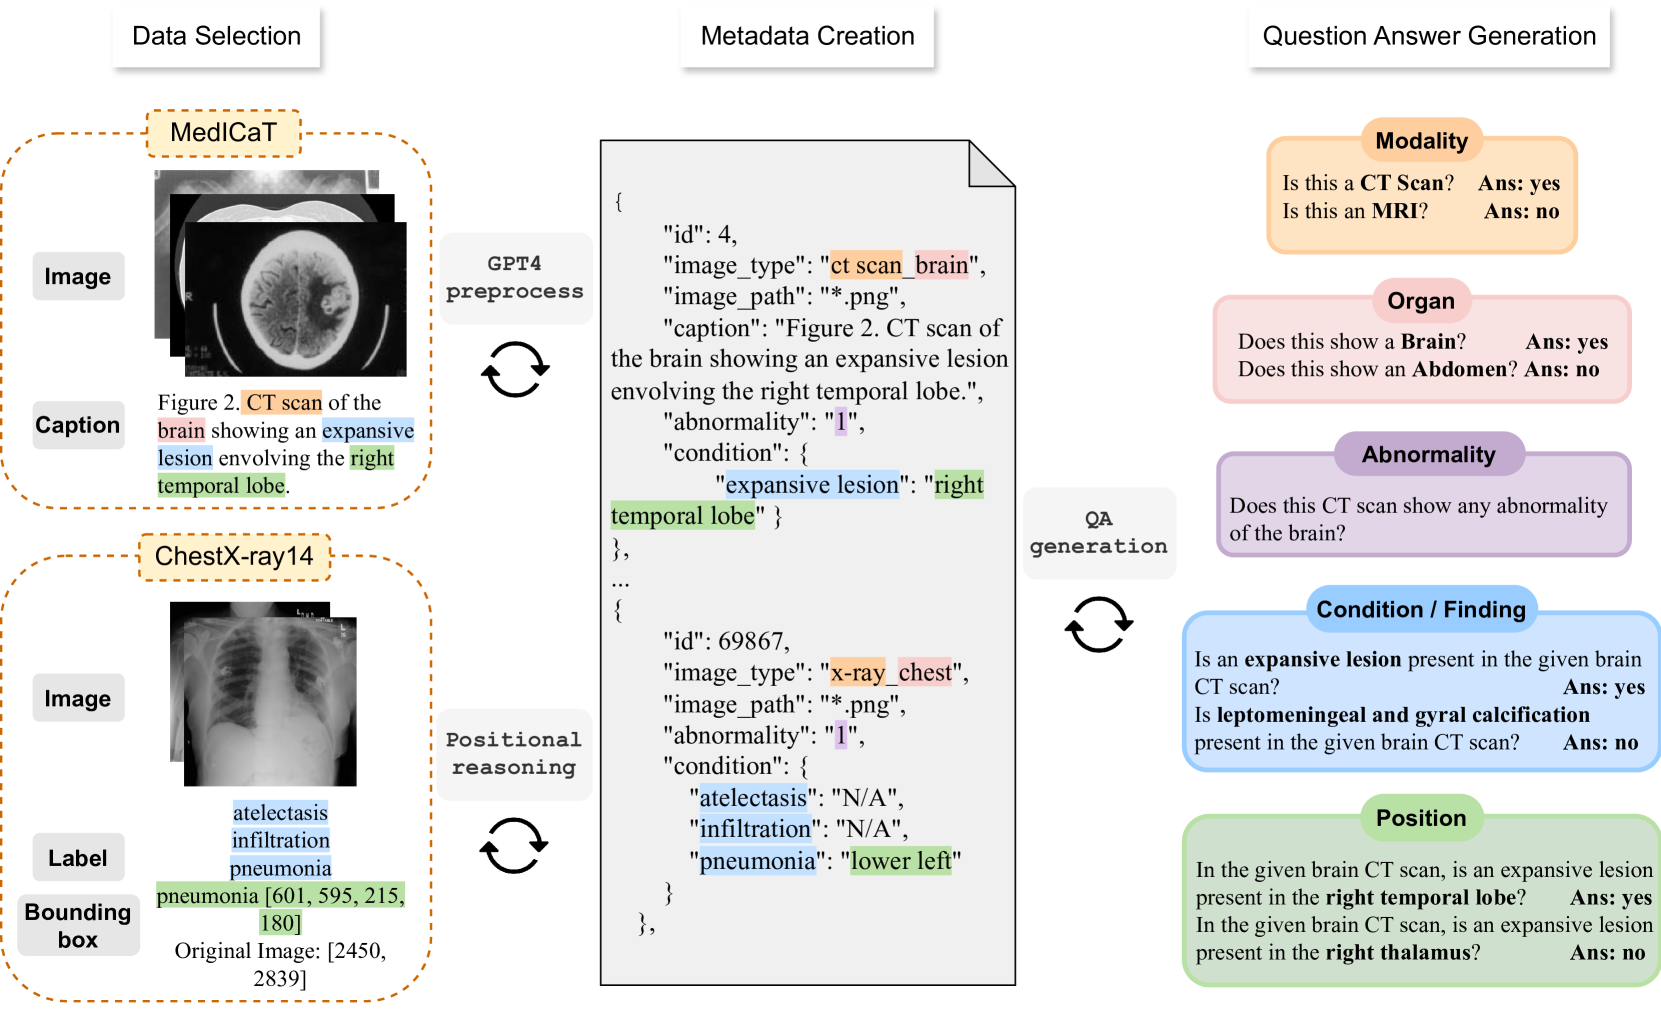 Data Selection
Metadata Creation
Question Answer Generation
MedICaT
Image
Caption
Figure 2. CT scan of the
brain showing an expansive
lesion envolving the right
temporal lobe.
ChestX-ray14
Image
Label
Bounding
box
atelectasis
infiltration
pneumonia
pneumonia [601, 595, 215,
180]
Original Image: [2450,
2839]
GPT4
preprocess
Positional
reasoning
{
"id": 4,
"image_type": "ct scan_brain",
"image_path": "*.png",
"caption": "Figure 2. CT scan of
the brain showing an expansive lesion
envolving the right temporal lobe.",
"abnormality": "1",
"condition": {
"expansive lesion": "right
temporal lobe" }
},
...
{
"id": 69867,
"image_type": "x-ray_chest",
"image_path": "*.png",
"abnormality": "1",
"condition": {
"atelectasis": "N/A",
"infiltration": "N/A",
"pneumonia": "lower left"
}
},
QA
generation
Modality
Is this a CT Scan? Ans: yes
Is this an MRI? Ans: no
Organ
Does this show a Brain? Ans: yes
Does this show an Abdomen? Ans: no
Abnormality
Does this CT scan show any abnormality
of the brain?
Condition / Finding
Is an expansive lesion present in the given brain
CT scan? Ans: yes
Is leptomeningeal and gyral calcification
present in the given brain CT scan? Ans: no
Position
In the given brain CT scan, is an expansive lesion
present in the right temporal lobe? Ans: yes
In the given brain CT scan, is an expansive lesion
present in the right thalamus? Ans: no